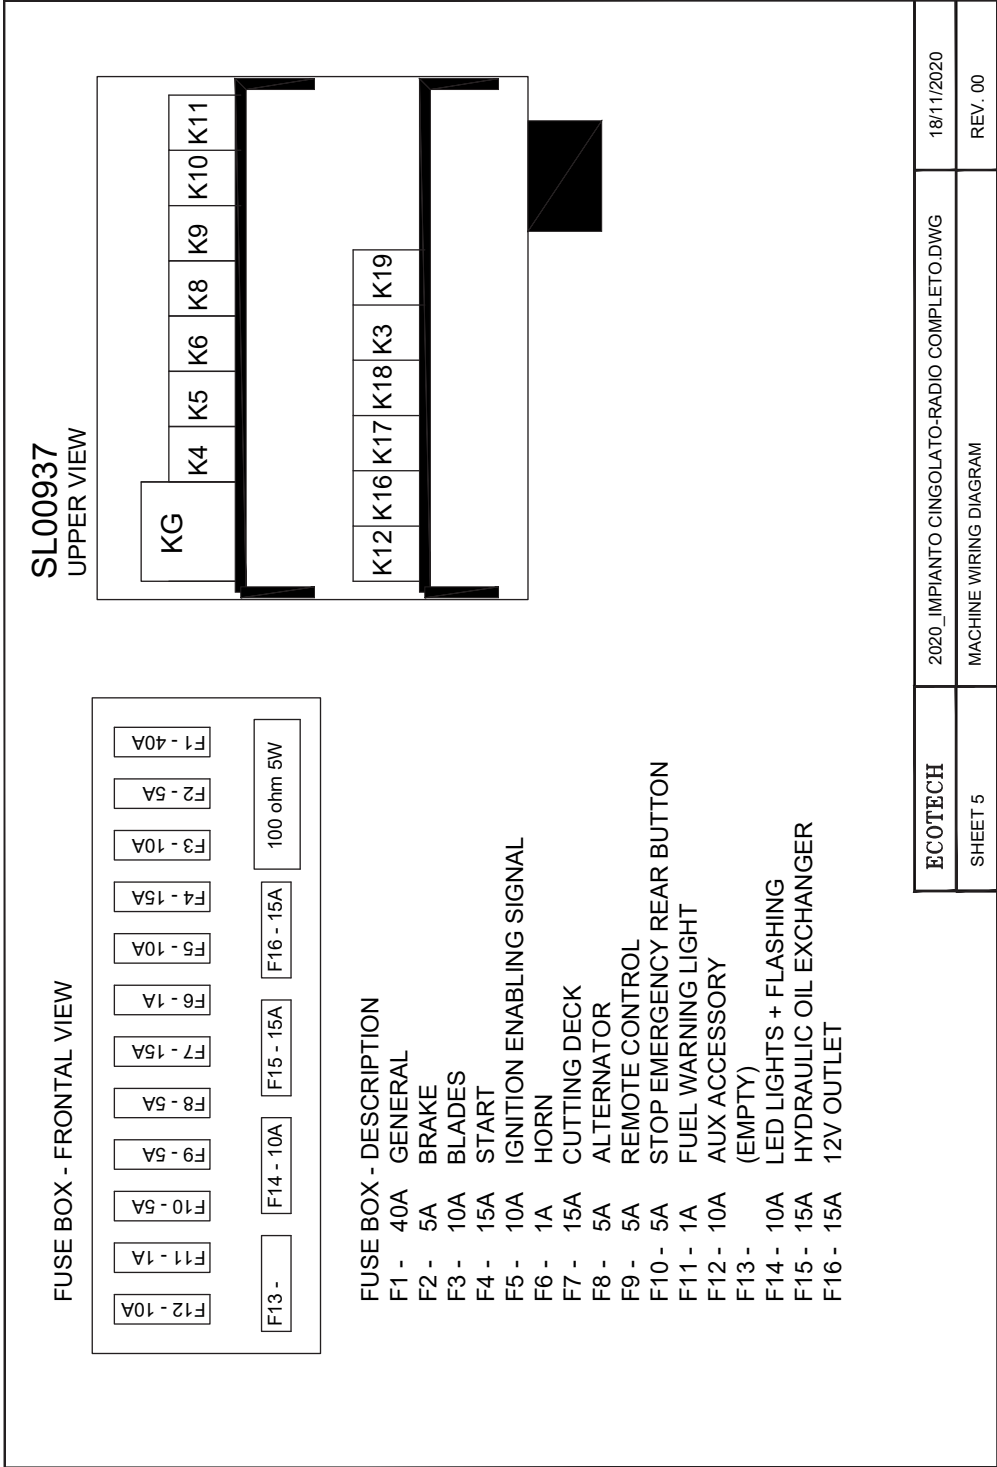 FUSE BOX - FRONTAL VIEW
F12 - 10A
F11 - 1A
F10 - 5A
F9 - 5A
F8 - 5A
F7 - 15A
F6 - 1A
F5 - 10A
F4 - 15A
F3 - 10A
F2 - 5A
F1 - 40A
F13 -
F14 - 10A
F15 - 15A
F16 - 15A
100 ohm 5W
FUSE BOX - DESCRIPTION
F1 - 40A GENERAL
F2 - 5A BRAKE
F3 - 10A BLADES
F4 - 15A START
F5 - 10A IGNITION ENABLING SIGNAL
F6 - 1A HORN
F7 - 15A CUTTING DECK
F8 - 5A ALTERNATOR
F9 - 5A REMOTE CONTROL
F10 - 5A STOP EMERGENCY REAR BUTTON
F11 - 1A FUEL WARNING LIGHT
F12 - 10A AUX ACCESSORY
F13 - (EMPTY)
F14 - 10A LED LIGHTS + FLASHING
F15 - 15A HYDRAULIC OIL EXCHANGER
F16 - 15A 12V OUTLET
SL00937
UPPER VIEW
KG K4 K5 K6 K8 K9 K10 K11
K12 K16 K17 K18 K3 K19
ECOTECH 2020_IMPIANTO CINGOLATO-RADIO COMPLETO.DWG 18/11/2020
SHEET 5 MACHINE WIRING DIAGRAM REV. 00